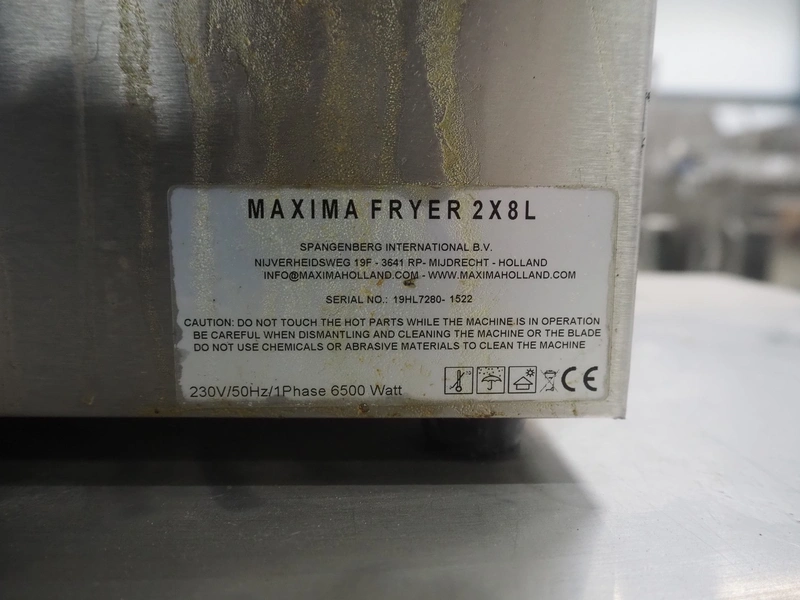 MAXIMA FRYER 2X8L
SPANGENBERG INTERNATIONAL B.V.
NIJVERHEIDSWEG 19F - 3641 RP- MIJDRECHT - HOLLAND
INFO@MAXIMAHOLLAND.COM - WWW.MAXIMAHOLLAND.COM
SERIAL NO.: 19HL7280- 1522
CAUTION: DO NOT TOUCH THE HOT PARTS WHILE THE MACHINE IS IN OPERATION
BE CAREFUL WHEN DISMANTLING AND CLEANING THE MACHINE OR THE BLADE
DO NOT USE CHEMICALS OR ABRASIVE MATERIALS TO CLEAN THE MACHINE
230V/50Hz/1Phase 6500 Watt CE